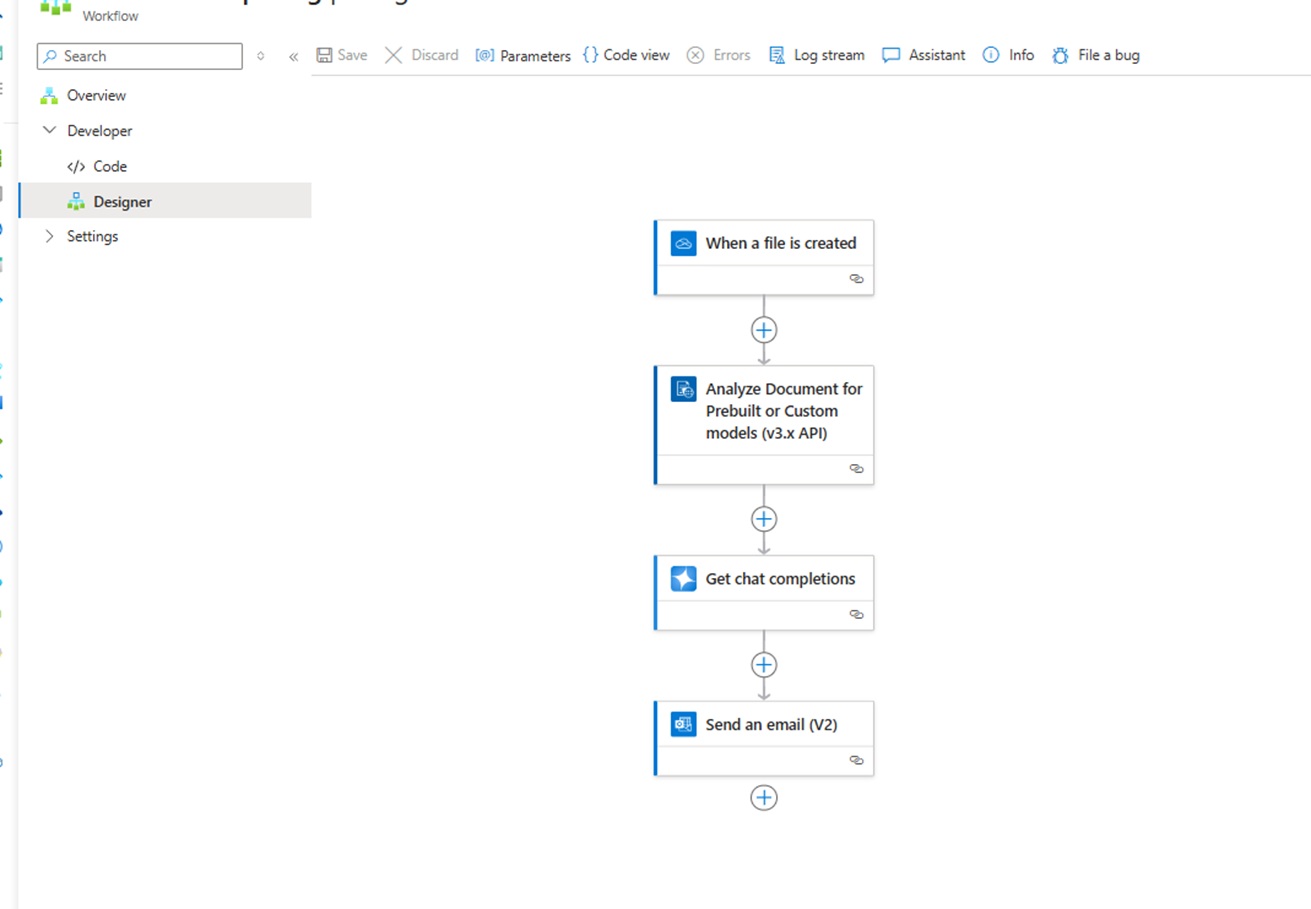 Workflow
Search
Save
Discard
[@] Parameters
{} Code view
Errors
Log stream
Assistant
Info
File a bug
Overview
Developer
</> Code
Designer
Settings
When a file is created
Analyze Document for
Prebuilt or Custom
models (v3.x API)
Get chat completions
Send an email (V2)